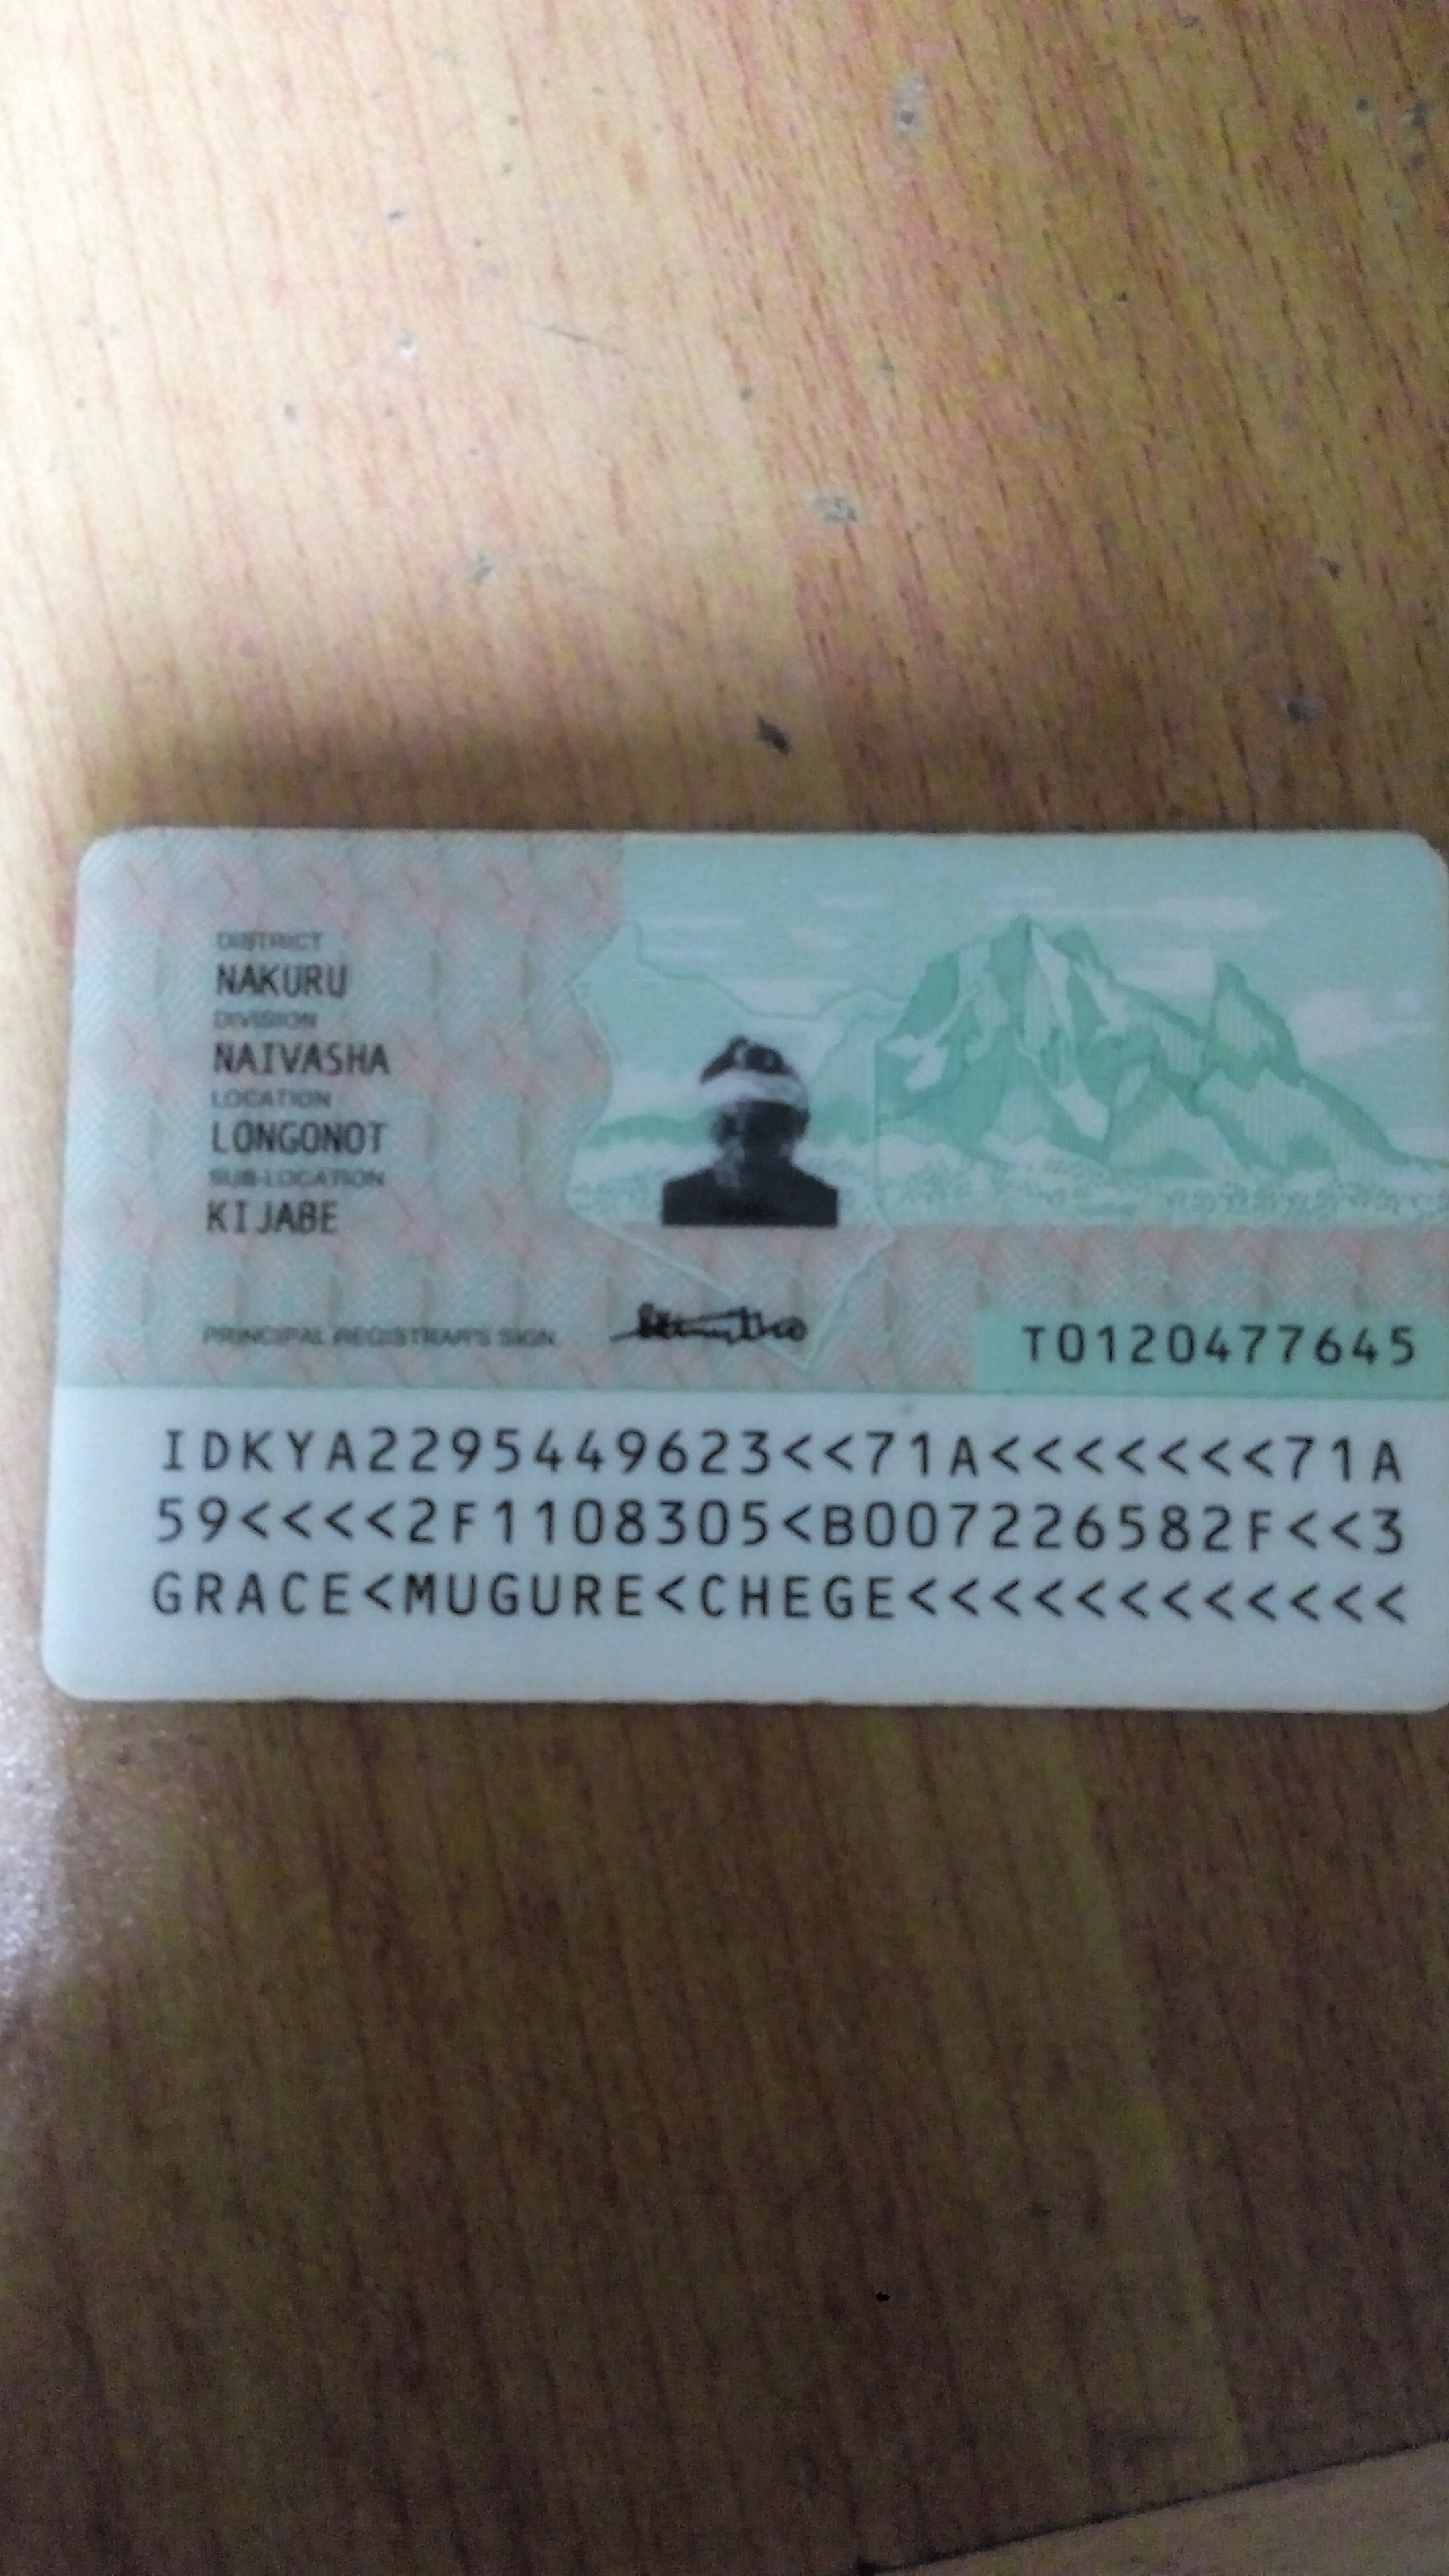 DISTRICT
NAKURU
DIVISION
NAIVASHA
LOCATION
LONGONOT
SUB-LOCATION
KIJABE
PRINCIPAL REGISTRAR'S SIGN.
T0120477645
IDKYA2295449623<<71A<<<<<<<71A
59<<<<2F1108305<B007226582F<<3
GRACE<MUGURE<CHEGE<<<<<<<<<<<<